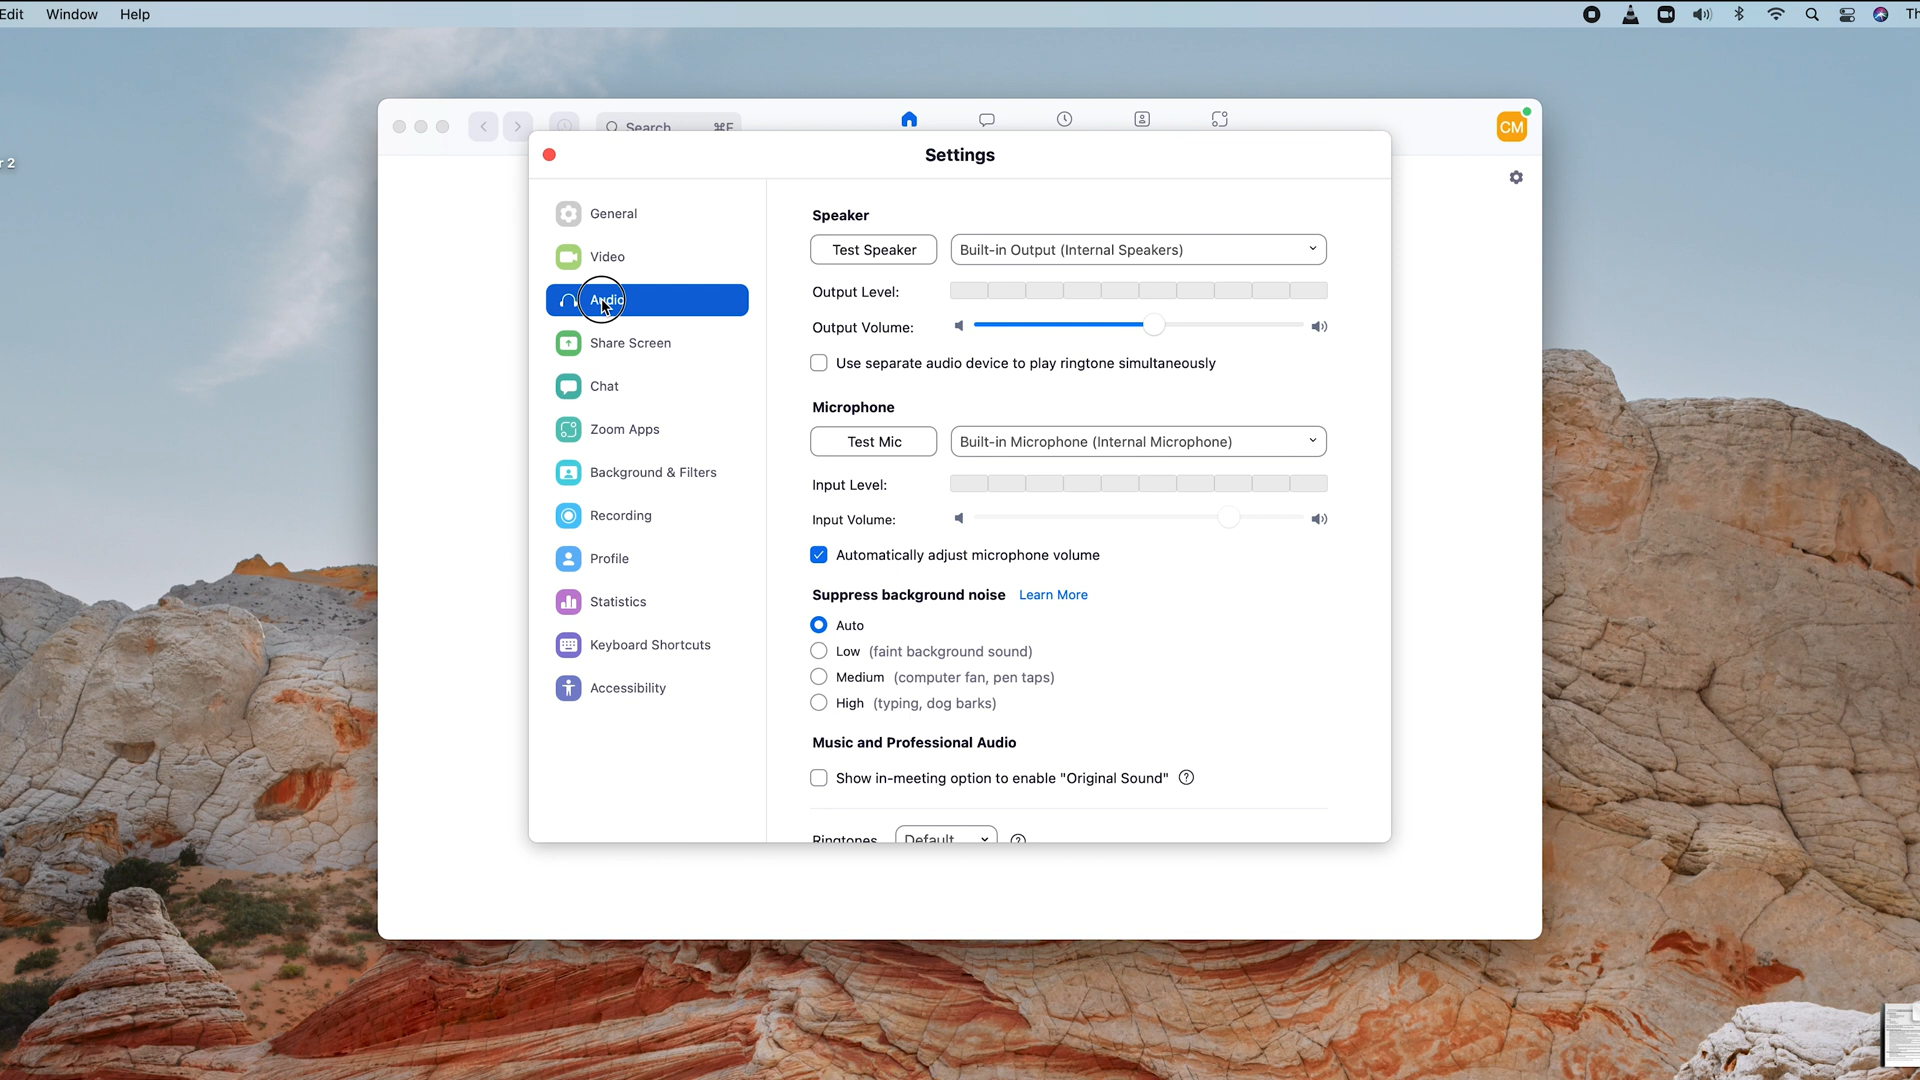 Edit Window Help Th
r 2
Search ⌘F
CM
Settings
General
Video
Audio
Share Screen
Chat
Zoom Apps
Background & Filters
Recording
Profile
Statistics
Keyboard Shortcuts
Accessibility
Speaker
Test Speaker Built-in Output (Internal Speakers)
Output Level:
Output Volume:
Use separate audio device to play ringtone simultaneously
Microphone
Test Mic Built-in Microphone (Internal Microphone)
Input Level:
Input Volume:
Automatically adjust microphone volume
Suppress background noise Learn More
Auto
Low (faint background sound)
Medium (computer fan, pen taps)
High (typing, dog barks)
Music and Professional Audio
Show in-meeting option to enable "Original Sound" ?
Ringtones Default ?